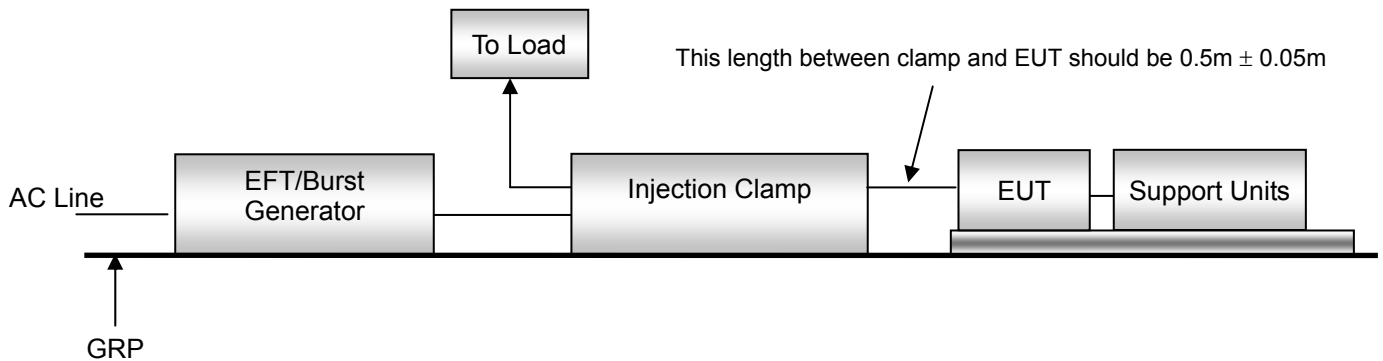 To Load
This length between clamp and EUT should be 0.5m ± 0.05m
AC Line
EFT/Burst
Generator
Injection Clamp
EUT
Support Units
GRP